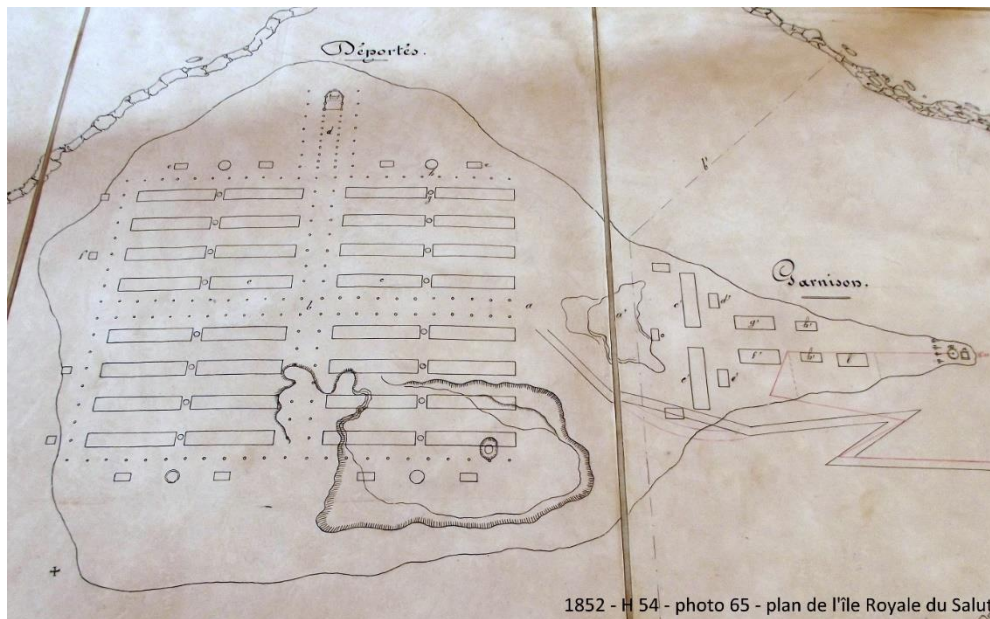 Déportés.
d
b'
g
Garnison.
e
b
a
a'
c'
d'
g'
h'
f'
b'
f
e'
e'
1852 - H 54 - photo 65 - plan de l'île Royale du Salut